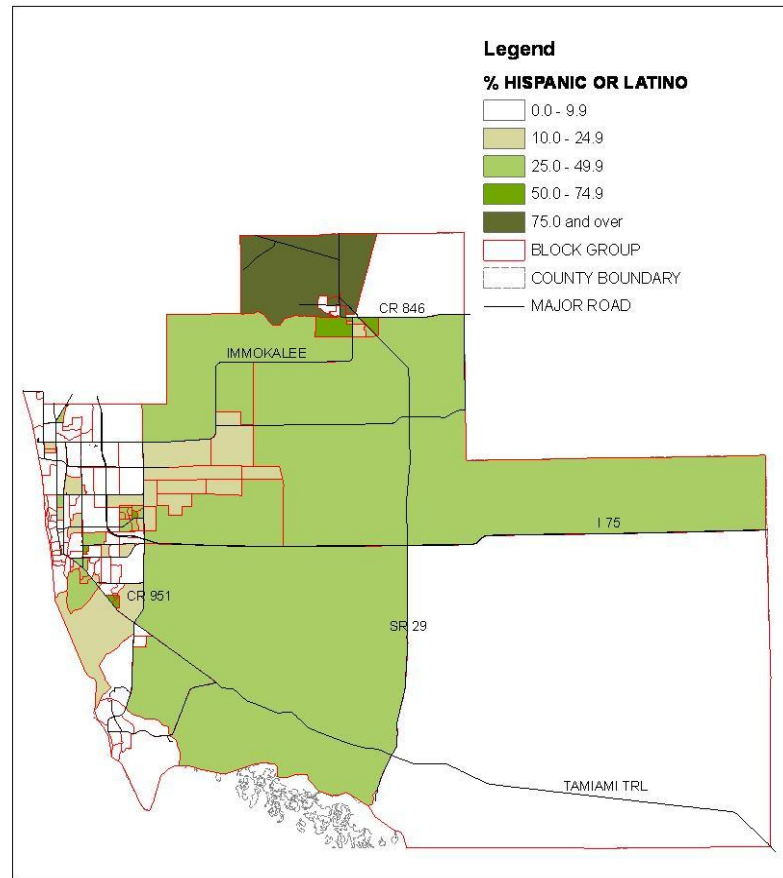 Legend
% HISPANIC OR LATINO
0.0 - 9.9
10.0 - 24.9
25.0 - 49.9
50.0 - 74.9
75.0 and over
BLOCK GROUP
COUNTY BOUNDARY
MAJOR ROAD
CR 846
IMMOKALEE
I 75
CR 951
SR 29
TAMIAMI TRL